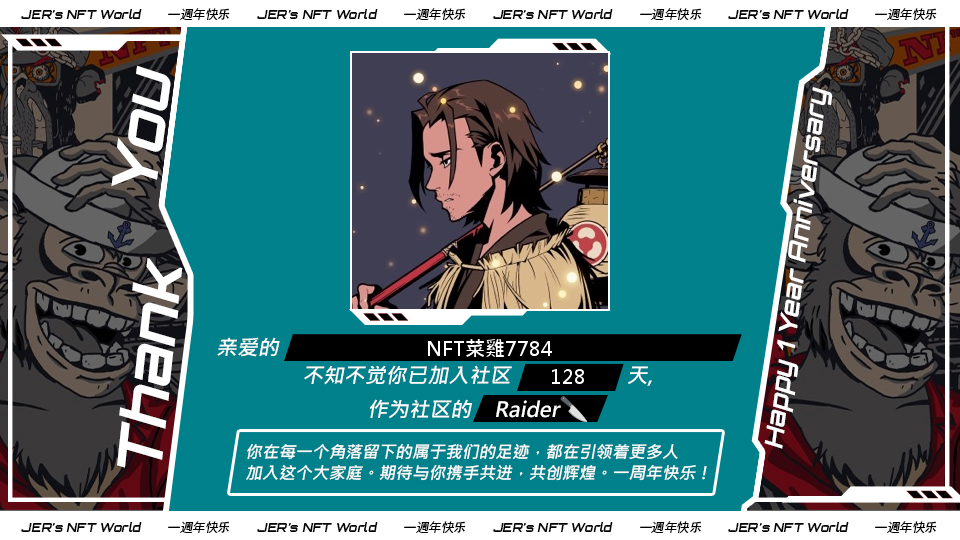 JER's NFT World 一週年快乐 JER's NFT World 一週年快乐 JER's NFT World 一週年快乐 JER's NFT World 一週年快乐
Thank You
亲爱的 NFT菜雞7784
不知不觉你已加入社区 128 天,
作为社区的 Raider🔪
你在每一个角落留下的属于我们的足迹，都在引领着更多人
加入这个大家庭。期待与你携手共进，共创辉煌。一周年快乐！
Happy 1 Year Anniversary
JER's NFT World 一週年快乐 JER's NFT World 一週年快乐 JER's NFT World 一週年快乐 JER's NFT World 一週年快乐